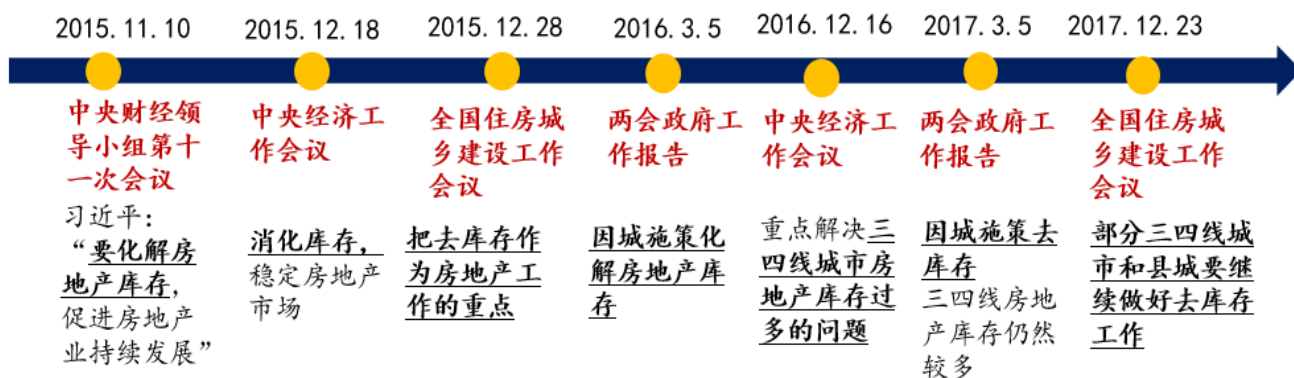 2015.11.10
2015.12.18
2015.12.28
2016.3.5
2016.12.16
2017.3.5
2017.12.23
中央财经领
导小组第十
一次会议
习近平：
“要化解房
地产库存，
促进房地产
业持续发展”
中央经济工
作会议
消化库存，
稳定房地产
市场
全国住房城
乡建设工作
会议
把去库存作
为房地产工
作的重点
两会政府工
作报告
因城施策化
解房地产库
存
中央经济工
作会议
重点解决三
四线城市房
地产库存过
多的问题
两会政府工
作报告
因城施策去
库存
三四线房地
产库存仍然
较多
全国住房城
乡建设工作
会议
部分三四线城
市和县城要继
续做好去库存
工作